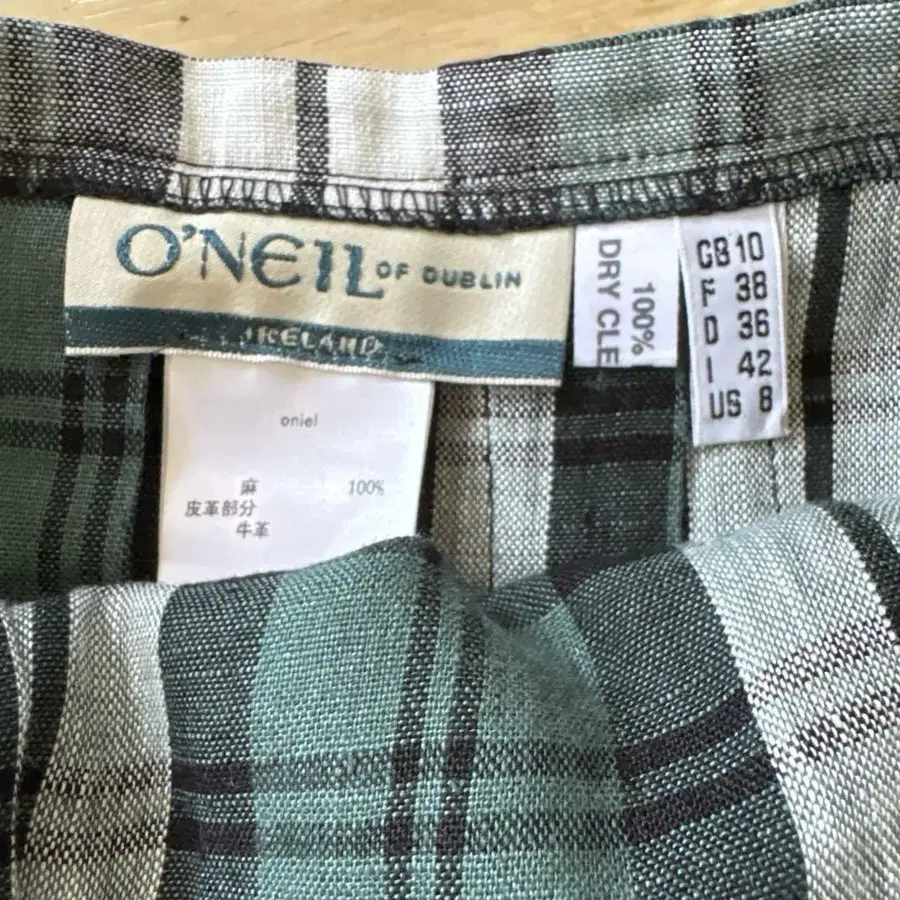 O'NEIL OF DUBLIN
IRELAND
100%
DRY CLE
GB 10
F 38
D 36
I 42
US 8
oniel
麻 100%
皮革部分
牛革